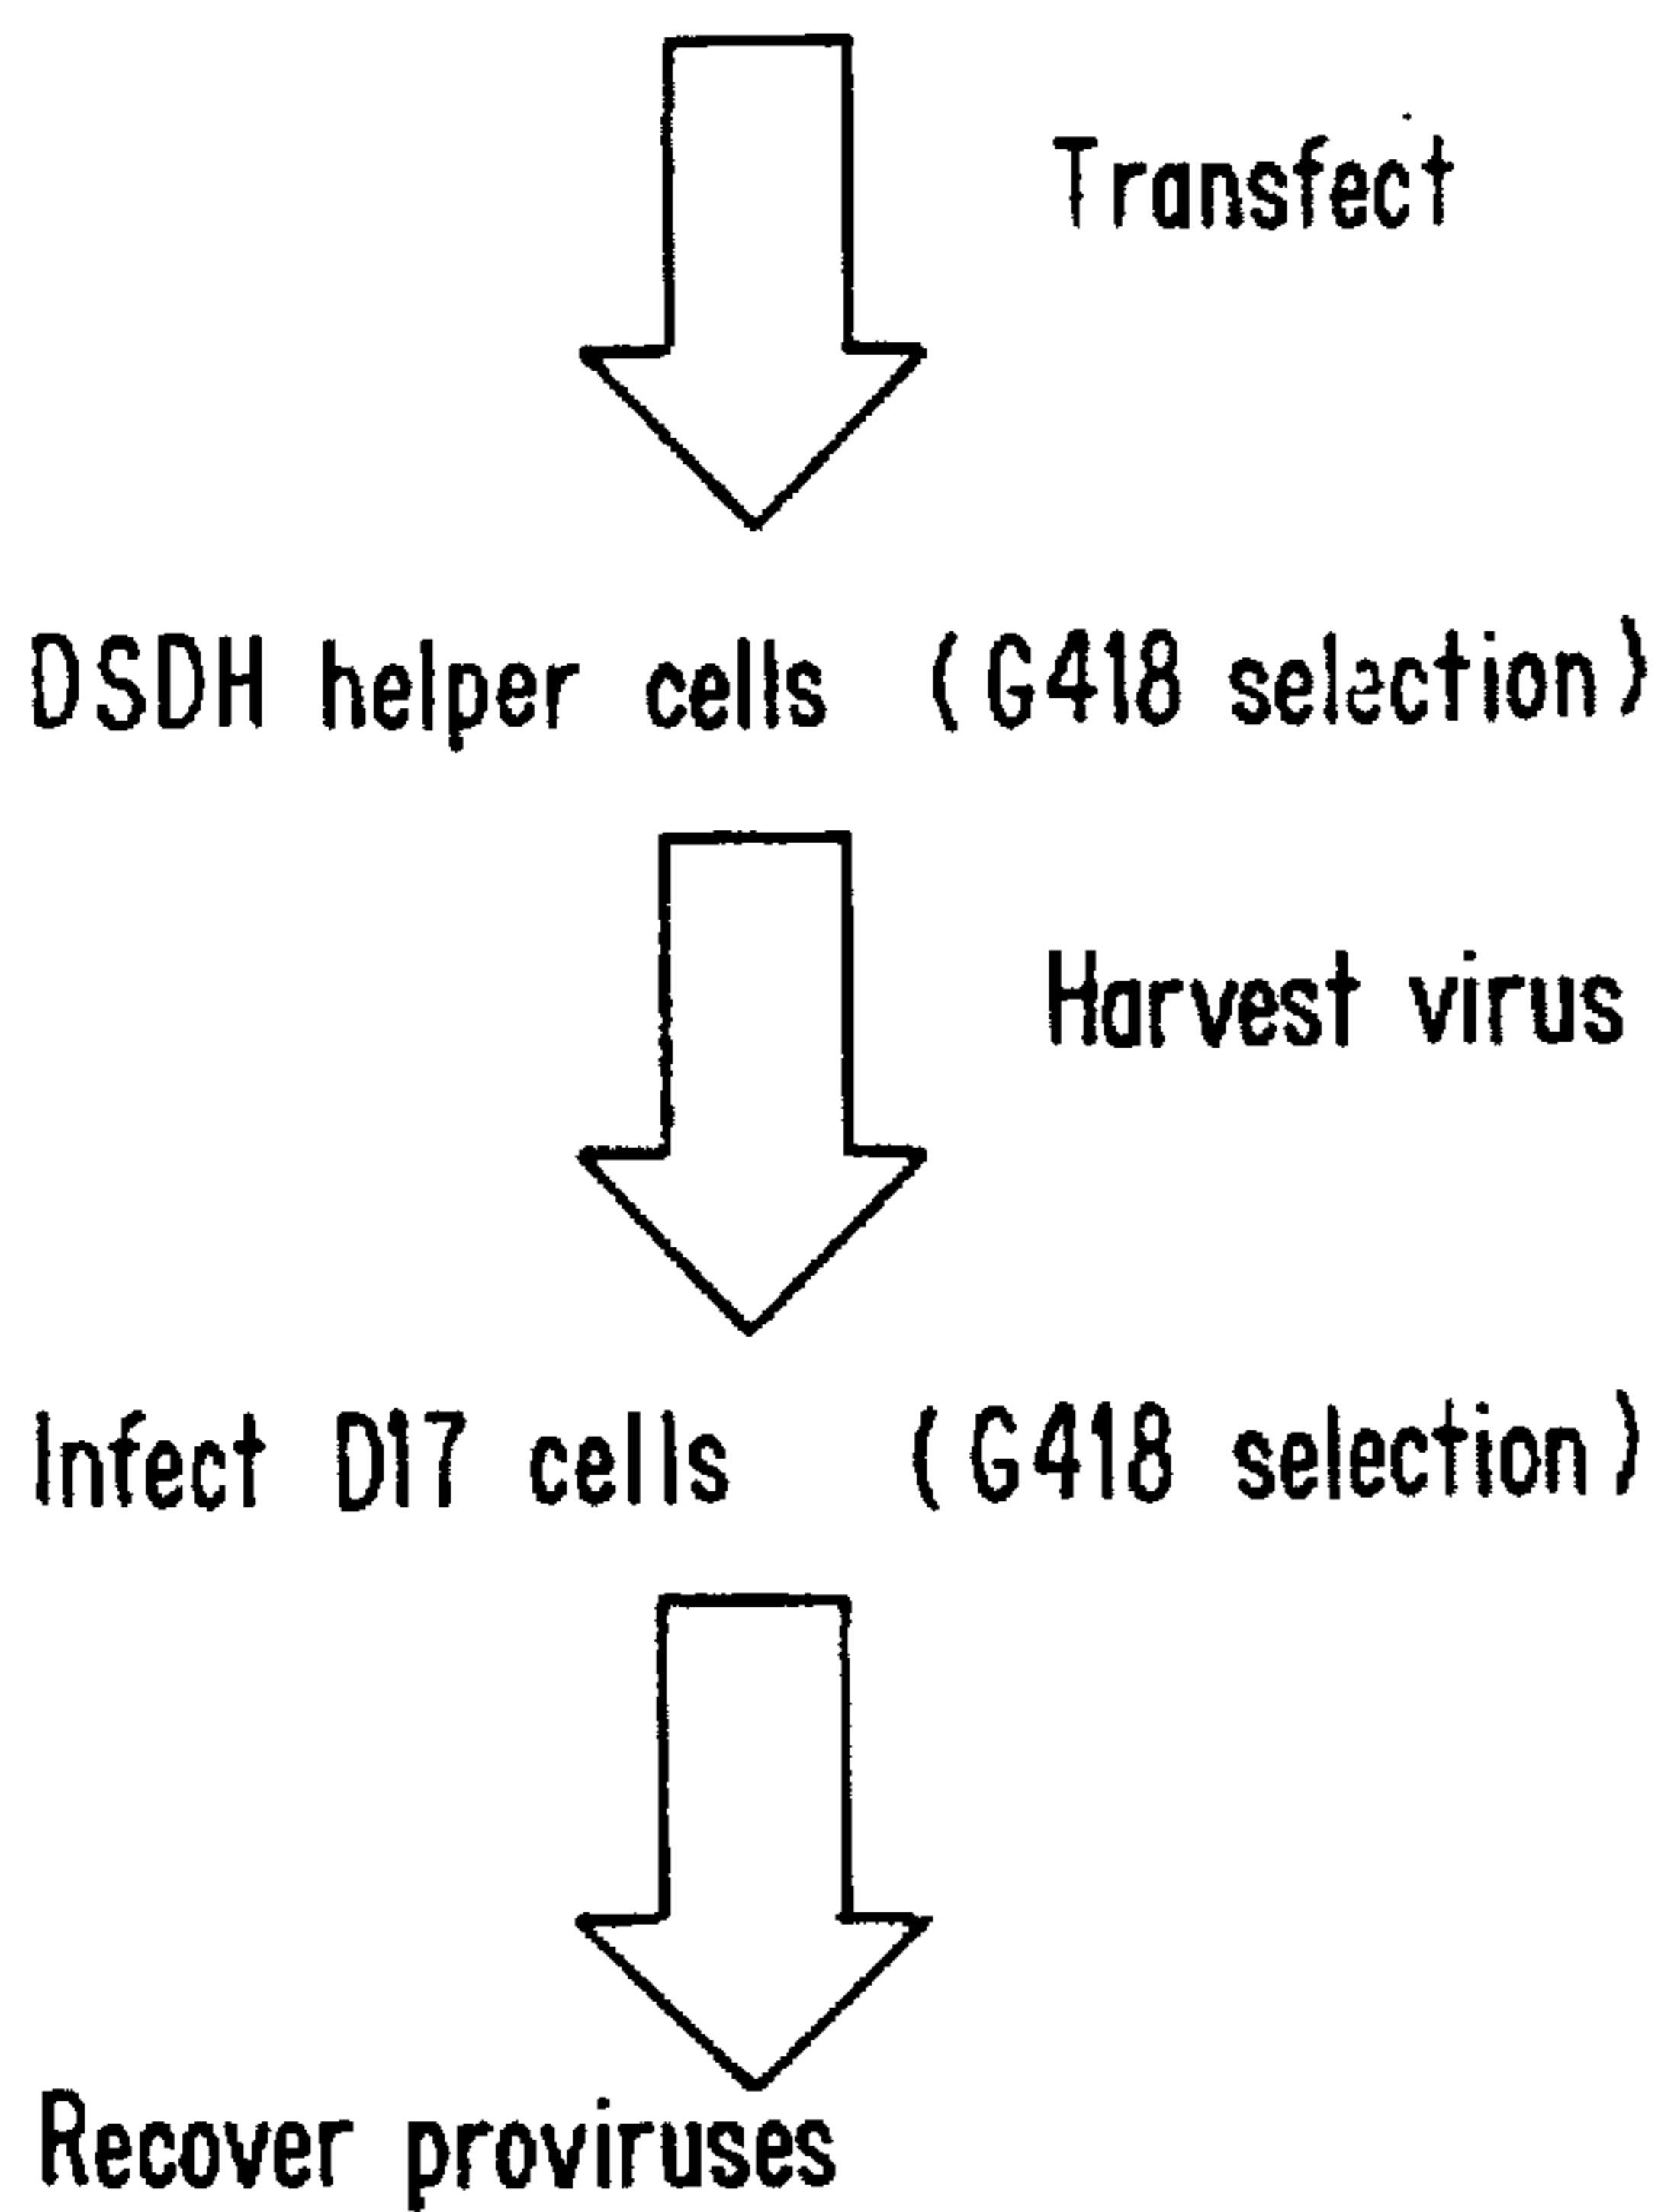 Transfect
DSDH helper cells (G418 selection)
Harvest virus
Infect D17 cells (G418 selection)
Recover proviruses